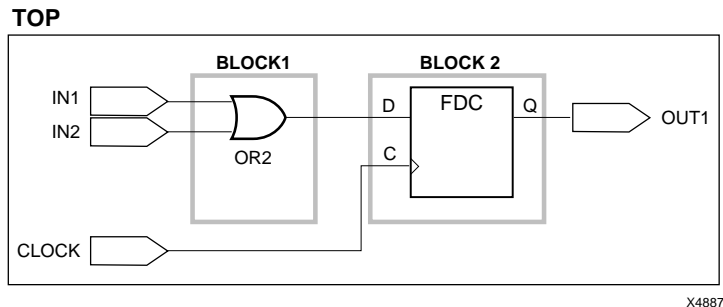 TOP
BLOCK1
BLOCK 2
IN1
IN2
OR2
D
FDC
Q
C
OUT1
CLOCK
X4887